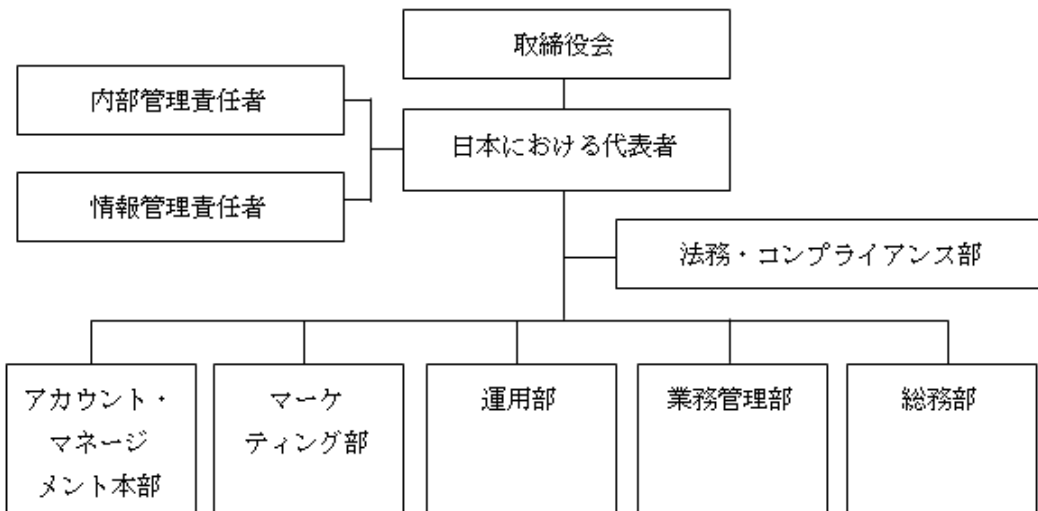 取締役会
内部管理責任者
日本における代表者
情報管理責任者
法務・コンプライアンス部
アカウント・
マネージ
メント本部
マーケ
ティング部
運用部
業務管理部
総務部